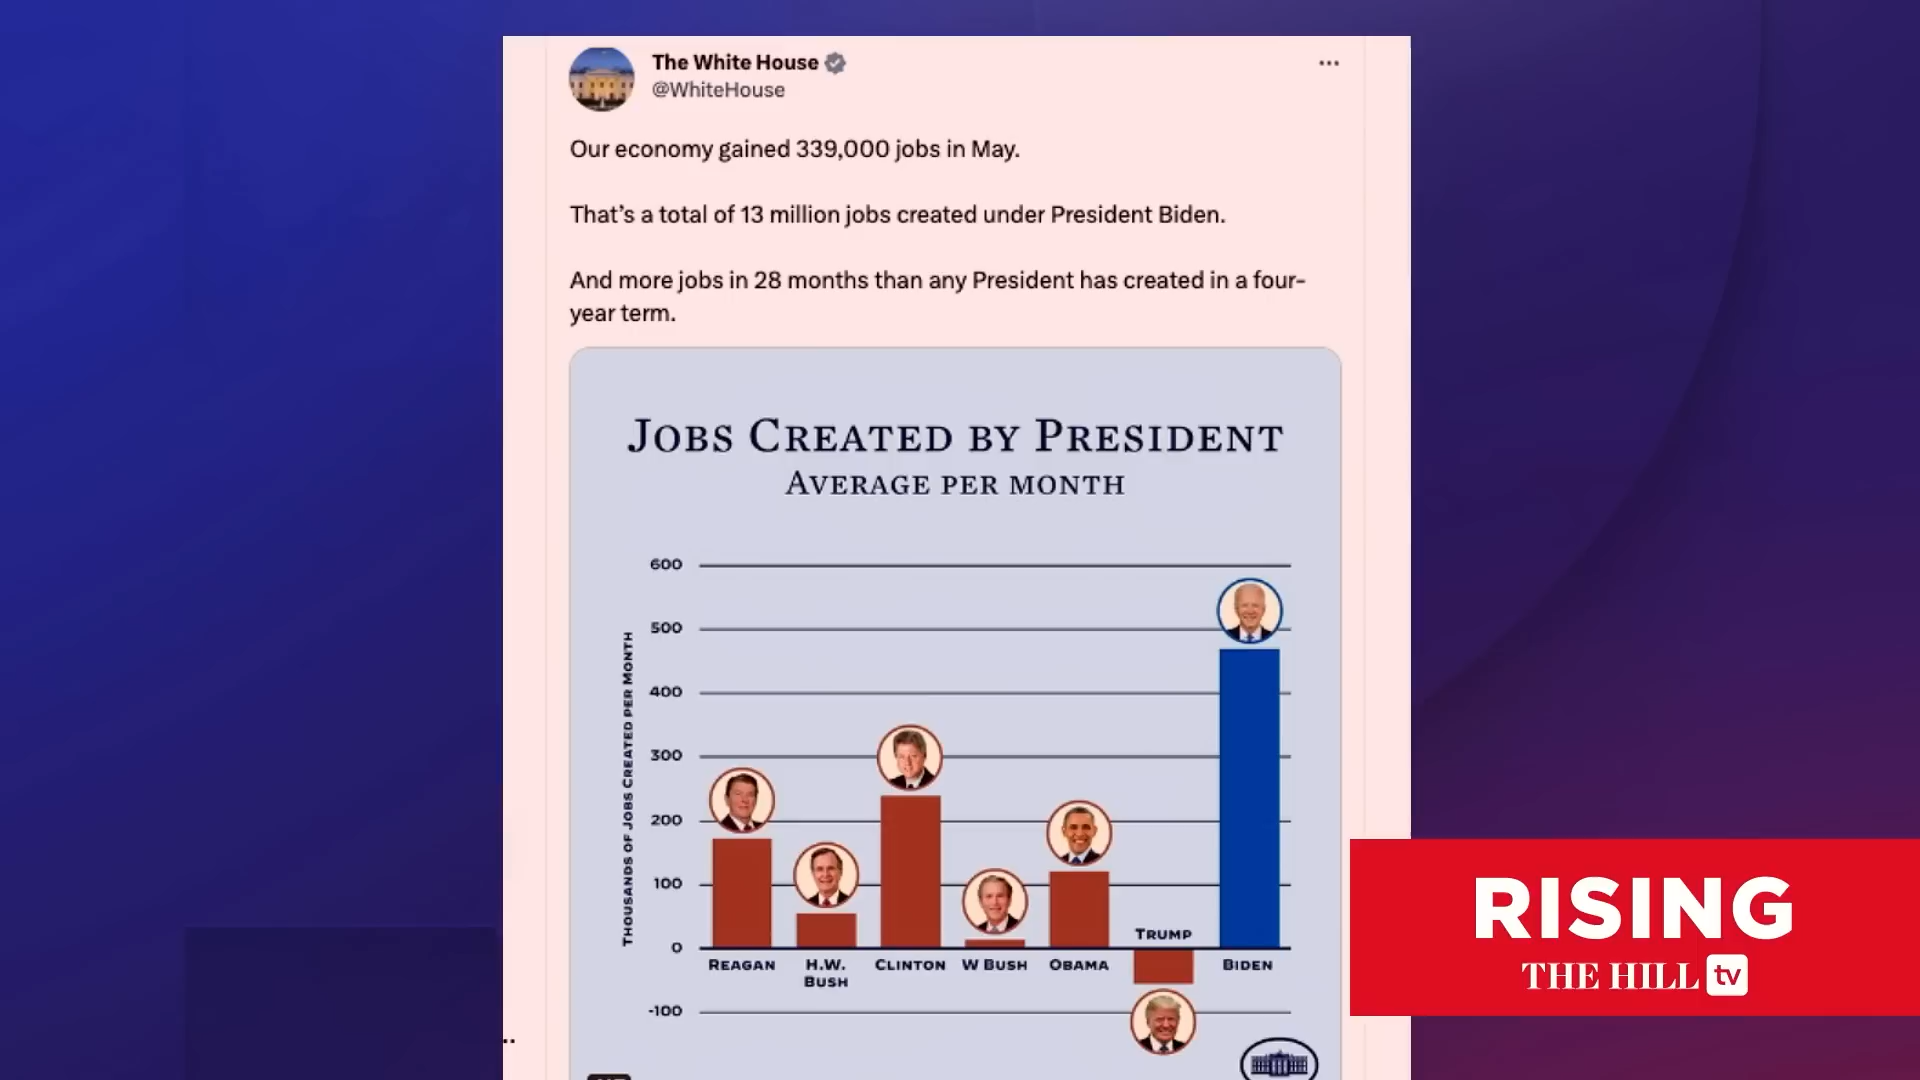 The White House
@WhiteHouse
Our economy gained 339,000 jobs in May.
That's a total of 13 million jobs created under President Biden.
And more jobs in 28 months than any President has created in a four-
year term.
JOBS CREATED BY PRESIDENT
AVERAGE PER MONTH
THOUSANDS OF JOBS CREATED PER MONTH
600
500
400
300
200
100
0
-100
REAGAN
H.W.
BUSH
CLINTON
W BUSH
OBAMA
TRUMP
BIDEN
..
RISING
THE HILL tv